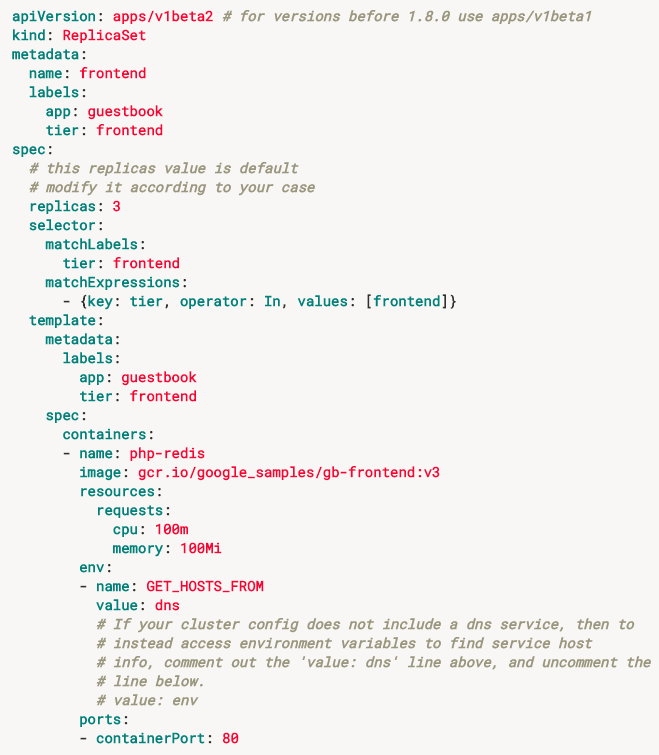 apiVersion: apps/v1beta2 # for versions before 1.8.0 use apps/v1beta1
kind: ReplicaSet
metadata:
  name: frontend
  labels:
    app: guestbook
    tier: frontend
spec:
  # this replicas value is default
  # modify it according to your case
  replicas: 3
  selector:
    matchLabels:
      tier: frontend
    matchExpressions:
      - {key: tier, operator: In, values: [frontend]}
  template:
    metadata:
      labels:
        app: guestbook
        tier: frontend
    spec:
      containers:
      - name: php-redis
        image: gcr.io/google_samples/gb-frontend:v3
        resources:
          requests:
            cpu: 100m
            memory: 100Mi
        env:
        - name: GET_HOSTS_FROM
          value: dns
          # If your cluster config does not include a dns service, then to
          # instead access environment variables to find service host
          # info, comment out the 'value: dns' line above, and uncomment the
          # line below.
          # value: env
        ports:
        - containerPort: 80